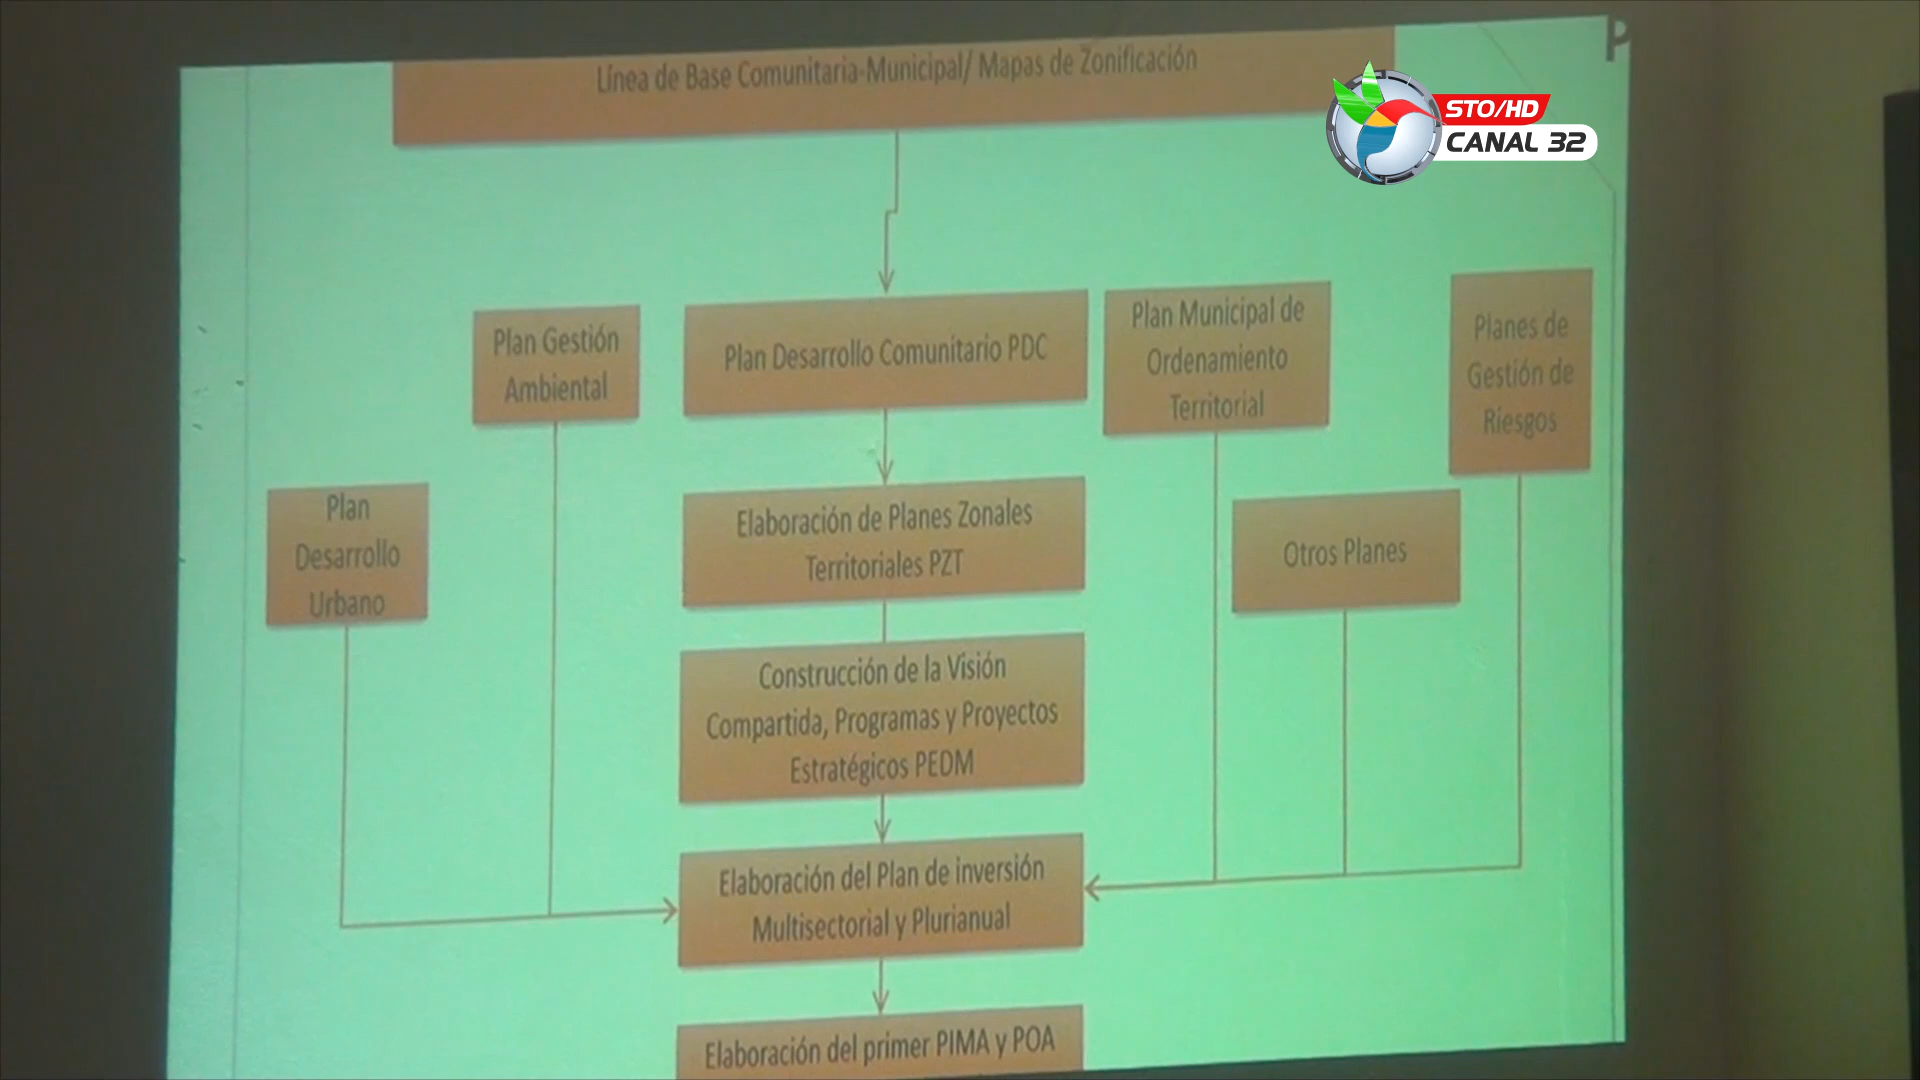 Línea de Base Comunitaria-Municipal/ Mapas de Zonificación
P
STO/HD
CANAL 32
Plan Gestión
Ambiental
Plan Desarrollo Comunitario PDC
Plan Municipal de
Ordenamiento
Territorial
Planes de
Gestión de
Riesgos
Plan
Desarrollo
Urbano
Elaboración de Planes Zonales
Territoriales PZT
Otros Planes
Construcción de la Visión
Compartida, Programas y Proyectos
Estratégicos PEDM
Elaboración del Plan de inversión
Multisectorial y Plurianual
Elaboración del primer PIMA y POA